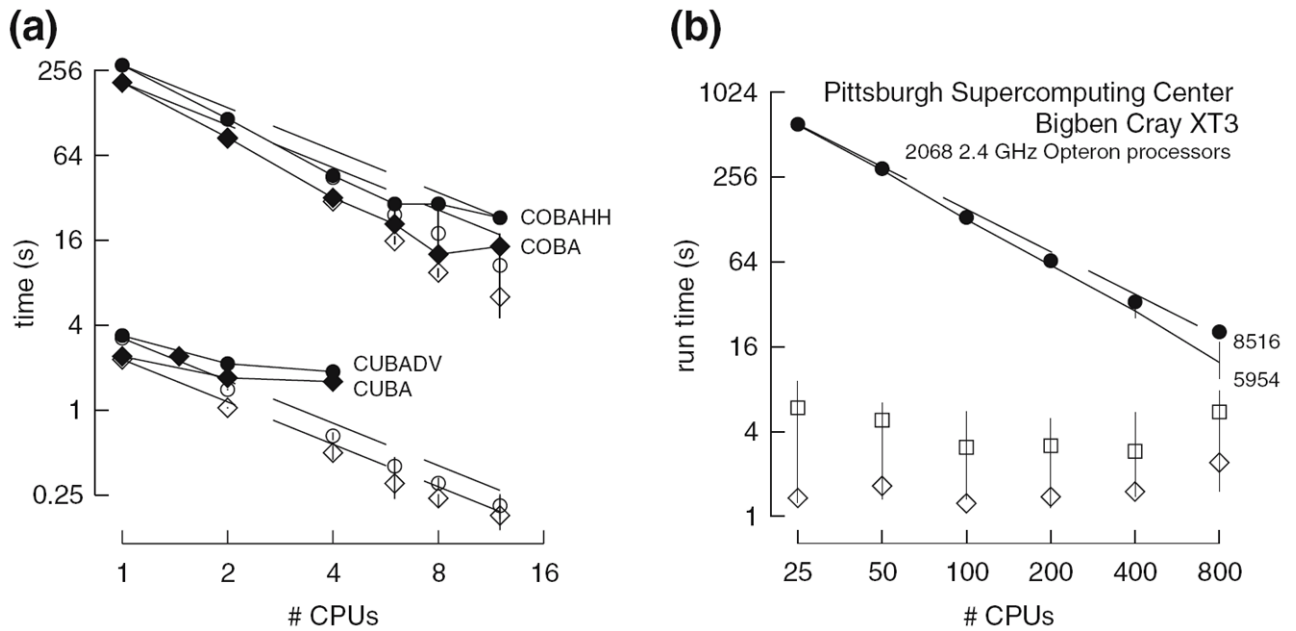 (a)
256
64
16
4
1
0.25
time (s)
COBAHH
COBA
CUBADV
CUBA
1 2 4 8 16
# CPUs
(b)
1024
256
64
16
4
1
run time (s)
Pittsburgh Supercomputing Center
Bigben Cray XT3
2068 2.4 GHz Opteron processors
8516
5954
25 50 100 200 400 800
# CPUs